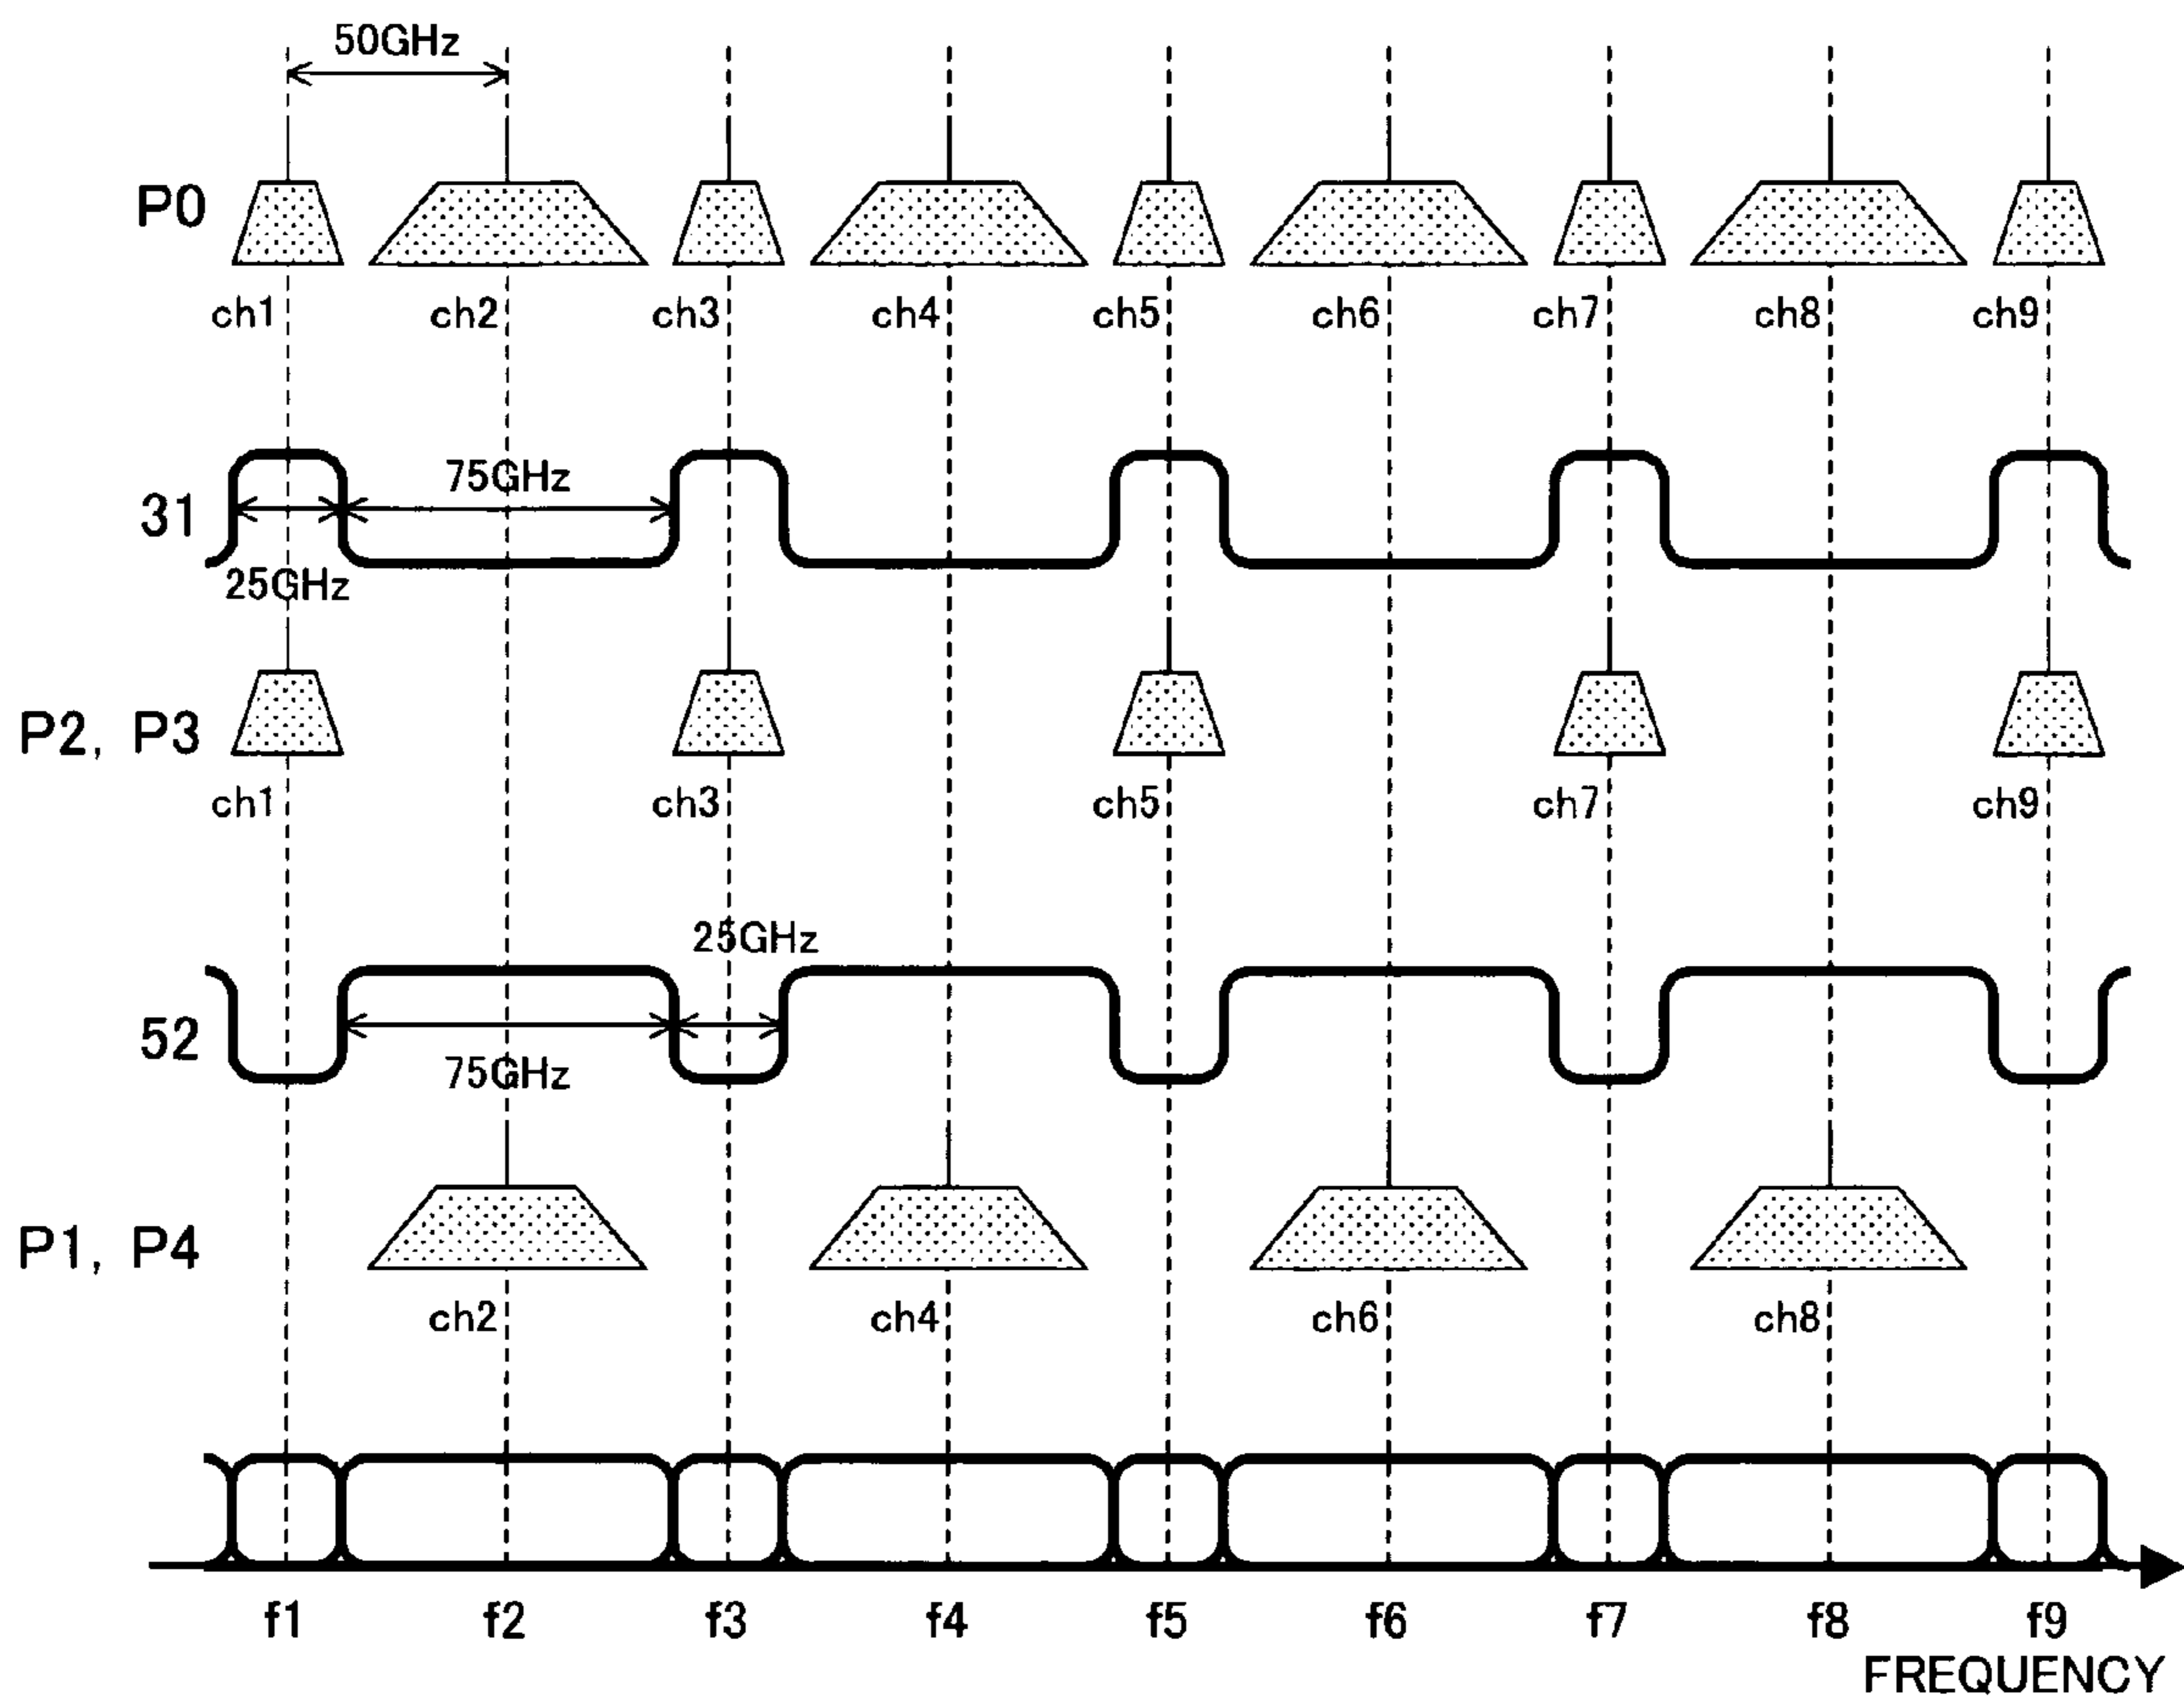 50GHz
P0
ch1 ch2 ch3 ch4 ch5 ch6 ch7 ch8 ch9
75GHz
31
25GHz
P2, P3
ch1 ch3 ch5 ch7 ch9
25GHz
52
75GHz
P1, P4
ch2 ch4 ch6 ch8
f1 f2 f3 f4 f5 f6 f7 f8 f9
FREQUENCY